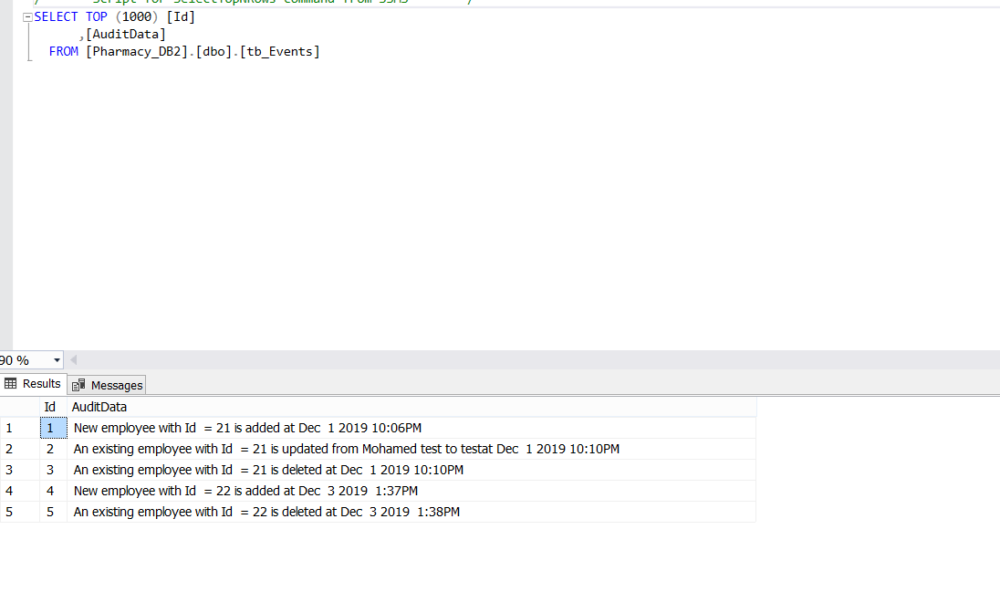 Script for SelectTopNRows command from SSMS
SELECT TOP (1000) [Id]
,[AuditData]
FROM [Pharmacy_DB2].[dbo].[tb_Events]
90 %
Results Messages
Id AuditData
1 1 New employee with Id  = 21 is added at Dec  1 2019 10:06PM
2 2 An existing employee with Id  = 21 is updated from Mohamed test to testat Dec  1 2019 10:10PM
3 3 An existing employee with Id  = 21 is deleted at Dec  1 2019 10:10PM
4 4 New employee with Id  = 22 is added at Dec  3 2019  1:37PM
5 5 An existing employee with Id  = 22 is deleted at Dec  3 2019  1:38PM